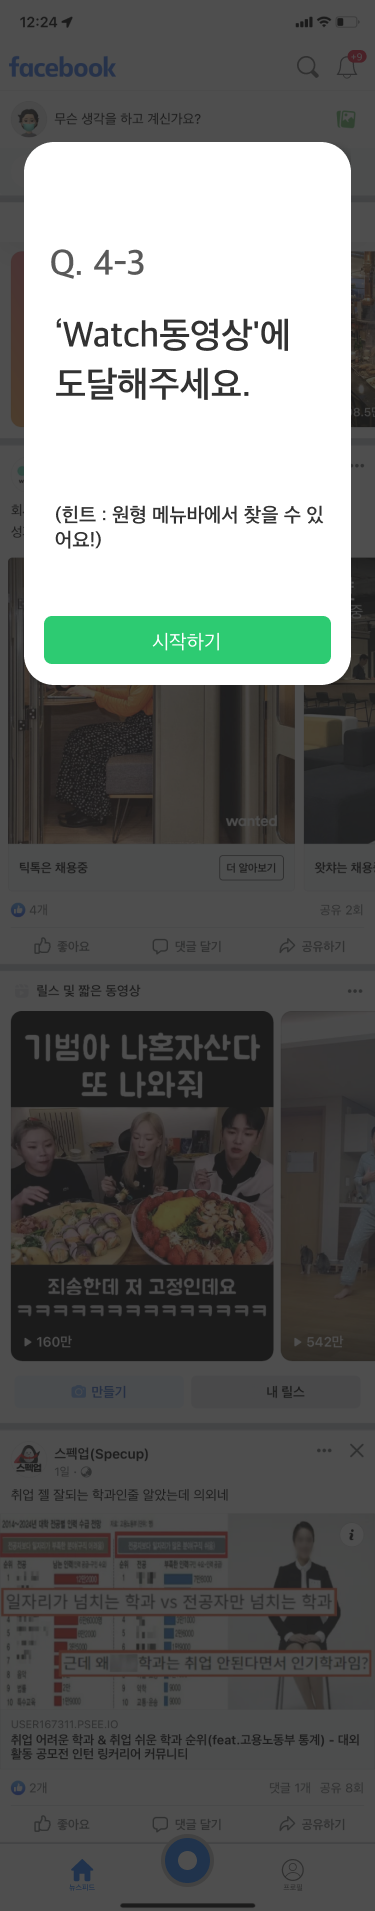 12:24
facebook
+9
무슨 생각을 하고 계신가요?
Q. 4-3
‘Watch동영상'에
도달해주세요.
(힌트 : 원형 메뉴바에서 찾을 수 있
어요!)
시작하기
wanted
틱톡은 채용중
더 알아보기
왓챠는 채용
4개
공유 2회
좋아요
댓글 달기
공유하기
릴스 및 짧은 동영상
기범아 나혼자산다
또 나와줘
죄송한데 저 고정인데요
ㅋㅋㅋㅋㅋㅋㅋㅋㅋㅋㅋㅋㅋㅋㅋ
160만
542만
만들기
내 릴스
스펙업
스펙업(Specup)
1일
취업 젤 잘되는 학과인줄 알았는데 의외네
일자리가 넘치는 학과 vs 전공자만 넘치는 학과
근데 왜
학과는 취업 안된다면서 인기학과임?
USER167311.PSEE.IO
취업 어려운 학과 & 취업 쉬운 학과 순위(feat.고용노동부 통계) - 대외
활동 공모전 인턴 링커리어 커뮤니티
2개
댓글 1개 공유 8회
좋아요
댓글 달기
공유하기
뉴스피드
프로필